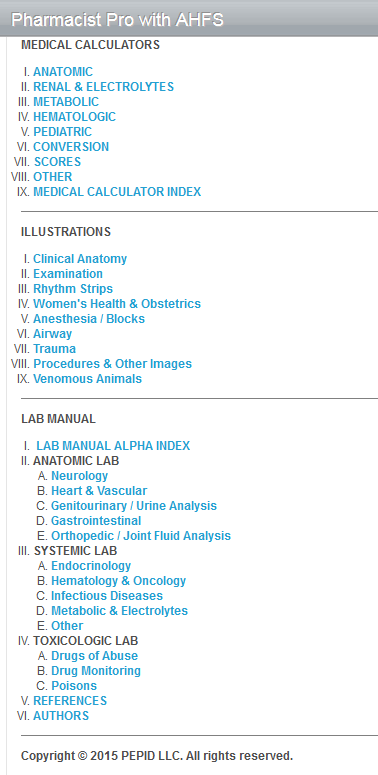 Pharmacist Pro with AHFS
MEDICAL CALCULATORS
I. ANATOMIC
II. RENAL & ELECTROLYTES
III. METABOLIC
IV. HEMATOLOGIC
V. PEDIATRIC
VI. CONVERSION
VII. SCORES
VIII. OTHER
IX. MEDICAL CALCULATOR INDEX
ILLUSTRATIONS
I. Clinical Anatomy
II. Examination
III. Rhythm Strips
IV. Women's Health & Obstetrics
V. Anesthesia / Blocks
VI. Airway
VII. Trauma
VIII. Procedures & Other Images
IX. Venomous Animals
LAB MANUAL
I. LAB MANUAL ALPHA INDEX
II. ANATOMIC LAB
A. Neurology
B. Heart & Vascular
C. Genitourinary / Urine Analysis
D. Gastrointestinal
E. Orthopedic / Joint Fluid Analysis
III. SYSTEMIC LAB
A. Endocrinology
B. Hematology & Oncology
C. Infectious Diseases
D. Metabolic & Electrolytes
E. Other
IV. TOXICOLOGIC LAB
A. Drugs of Abuse
B. Drug Monitoring
C. Poisons
V. REFERENCES
VI. AUTHORS
Copyright © 2015 PEPID LLC. All rights reserved.